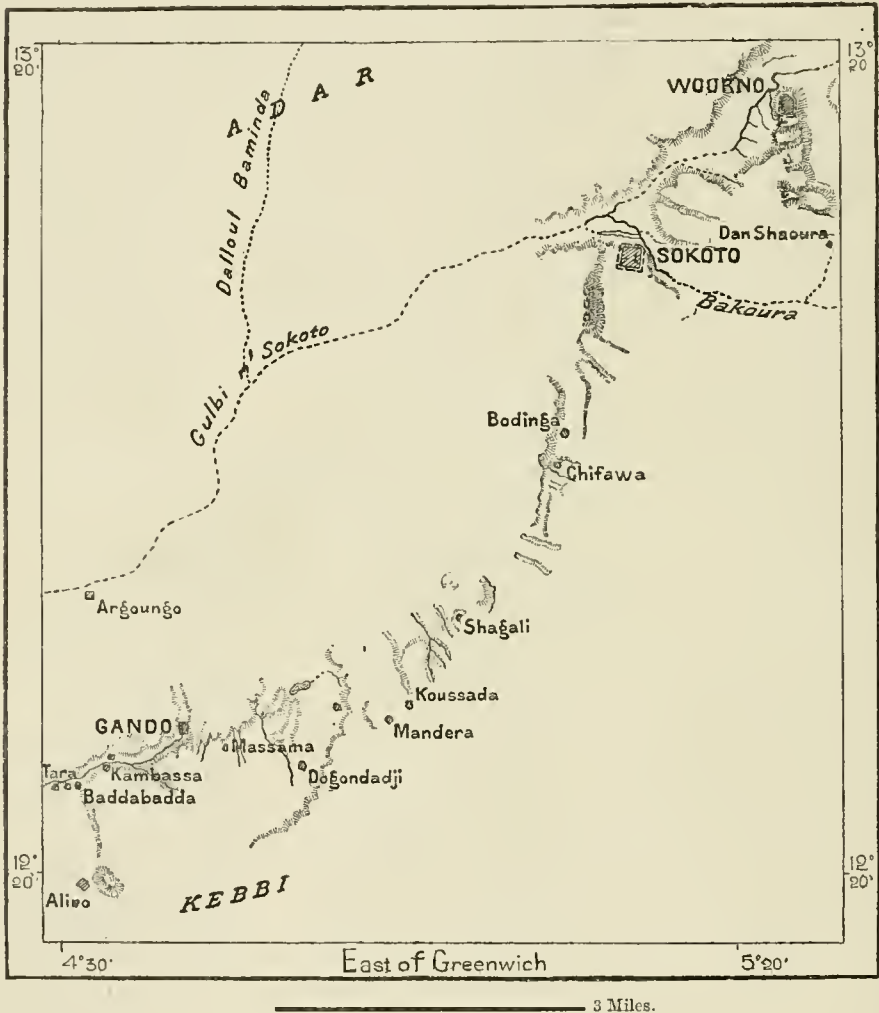 13° 20'
13° 20
ADAR
WOURNO
Dalloul Baminda
Dan Shaoura
SOKOTO
Bakoura
Gulbi N' Sokoto
Bodinga
Chifawa
Argoungo
Shagali
Koussada
GANDO
Mandera
Massama
Tara
Kambassa
Dogondadji
Baddabadda
12° 20'
12° 20'
Aliro
KEBBI
4°30'
East of Greenwich
5°20'
3 Miles.